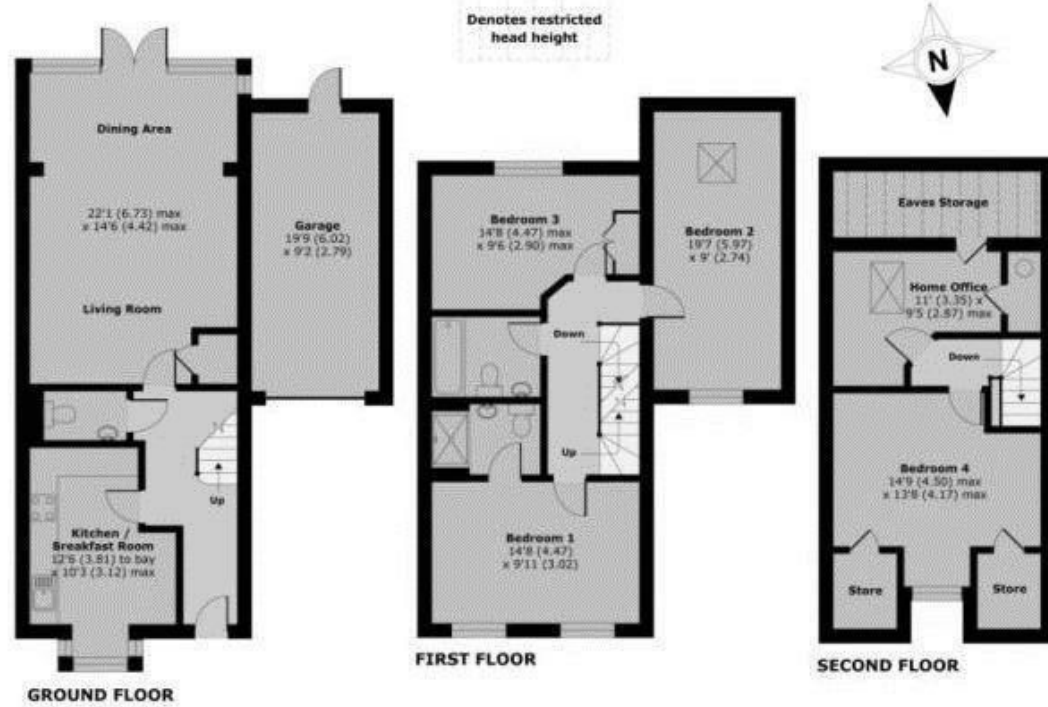 Denotes restricted
head height
N
Dining Area
22'1 (6.73) max
x 14'6 (4.42) max
Living Room
Garage
19'9 (6.02)
x 9'2 (2.79)
Up
Kitchen /
Breakfast Room
12'6 (3.81) to bay
x 10'3 (3.12) max
GROUND FLOOR
Bedroom 3
14'8 (4.47) max
x 9'6 (2.90) max
Bedroom 2
19'7 (5.97)
x 9' (2.74)
Down
Up
Bedroom 1
14'8 (4.47)
x 9'11 (3.02)
FIRST FLOOR
Eaves Storage
Home Office
11' (3.35) x
9'5 (2.87) max
Down
Bedroom 4
14'9 (4.50) max
x 13'8 (4.17) max
Store
Store
SECOND FLOOR